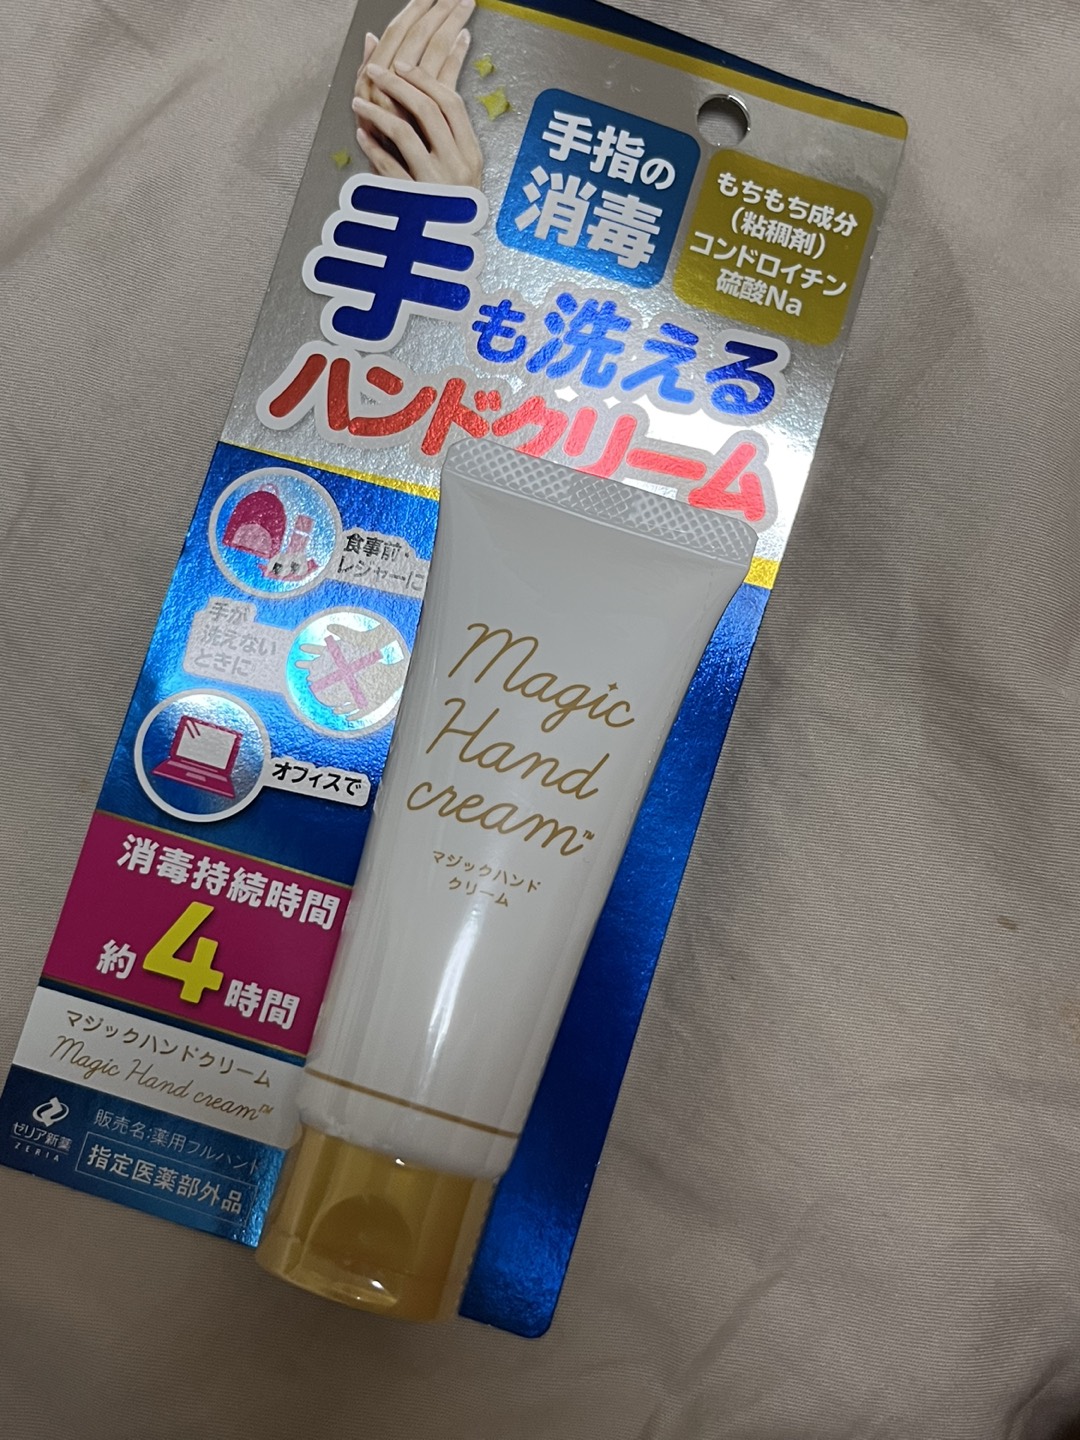 手指の
消毒
もちもち成分
(粘稠剤)
コンドロイチン
硫酸Na
手も洗える
ハンドクリーム
食事前・
レジャーに
手が
洗えない
ときに
オフィスで
消毒持続時間
約4時間
マジックハンドクリーム
Magic Hand cream™
ゼリア新薬
ZERIA
販売名:薬用フルハント
指定医薬部外品
Magic
Hand
cream™
マジックハンド
クリーム